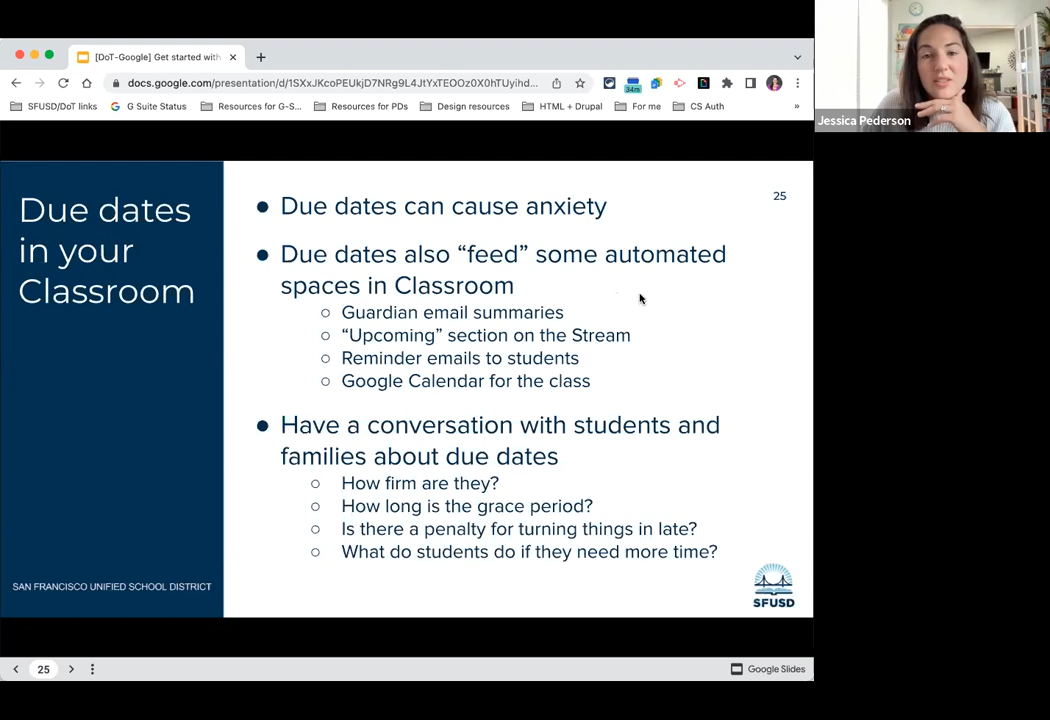 [DoT-Google] Get started with
docs.google.com/presentation/d/1SXxJKcoPEUkjD7NRg9L4JtYxTEOOz0X0hTUyihd...
34m
SFUSD/DoT links
G Suite Status
Resources for G-S...
Resources for PDs
Design resources
HTML + Drupal
For me
CS Auth
»
Jessica Pederson
Due dates
in your
Classroom
SAN FRANCISCO UNIFIED SCHOOL DISTRICT
25
● Due dates can cause anxiety
● Due dates also “feed” some automated
spaces in Classroom
○ Guardian email summaries
○ “Upcoming” section on the Stream
○ Reminder emails to students
○ Google Calendar for the class
● Have a conversation with students and
families about due dates
○ How firm are they?
○ How long is the grace period?
○ Is there a penalty for turning things in late?
○ What do students do if they need more time?
SFUSD
25
Google Slides